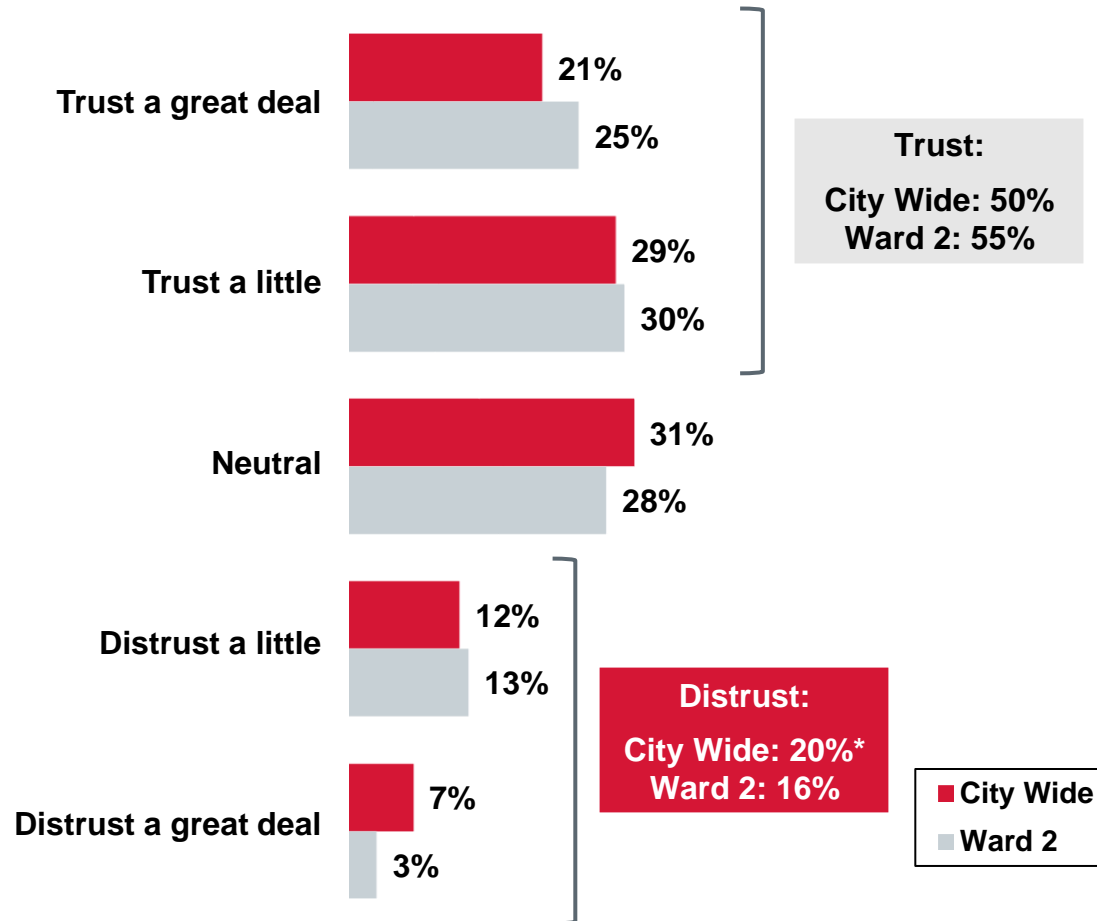 Trust a great deal
21%
25%
Trust a little
29%
30%
Trust:
City Wide: 50%
Ward 2: 55%
Neutral
31%
28%
Distrust a little
12%
13%
Distrust a great deal
7%
3%
Distrust:
City Wide: 20%*
Ward 2: 16%
City Wide
Ward 2